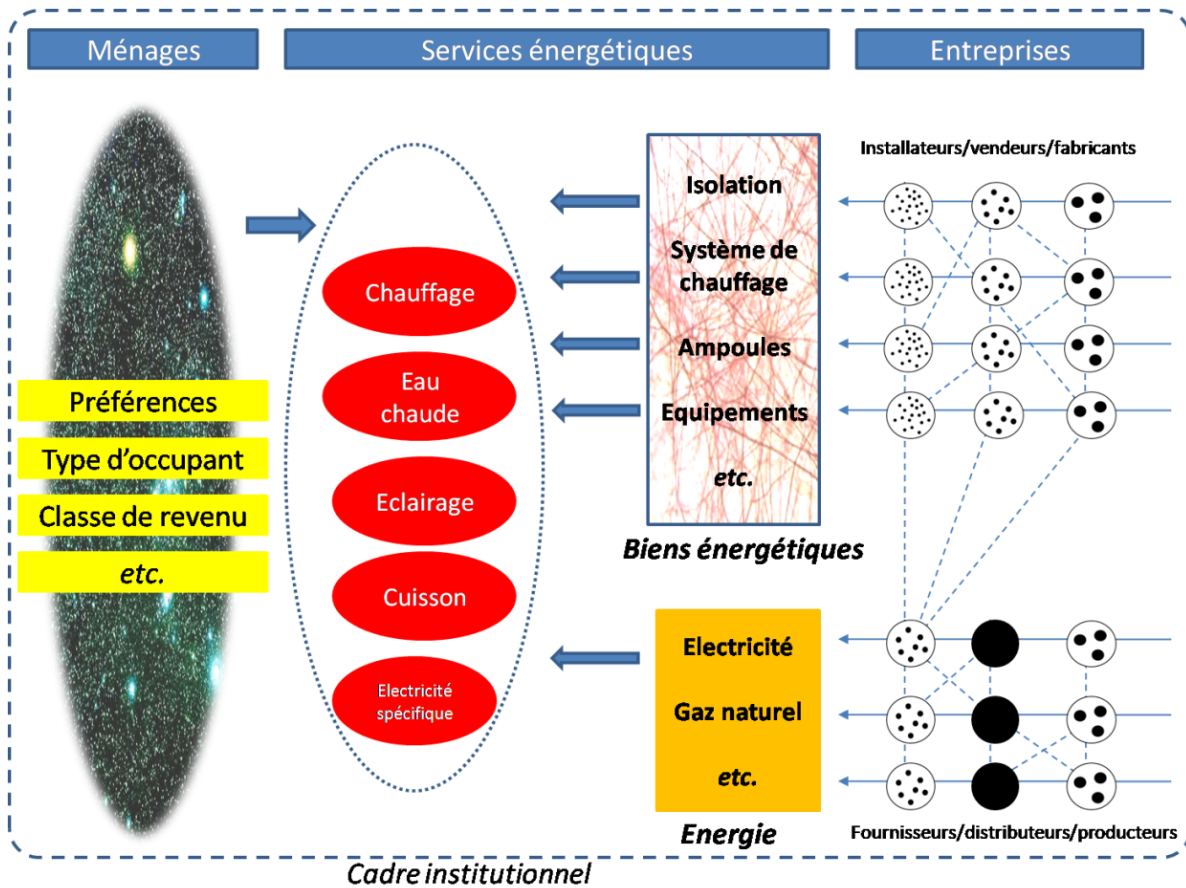 Ménages
Services énergétiques
Entreprises
Préférences
Type d’occupant
Classe de revenu
etc.
Chauffage
Eau
chaude
Eclairage
Cuisson
Electricité
spécifique
Isolation
Système de
chauffage
Ampoules
Equipements
etc.
Biens énergétiques
Electricité
Gaz naturel
etc.
Energie
Installateurs/vendeurs/fabricants
Fournisseurs/distributeurs/producteurs
Cadre institutionnel